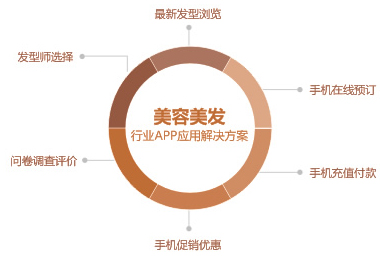 最新发型浏览
发型师选择
手机在线预订
美容美发
行业APP应用解决方案
问卷调查评价
手机充值付款
手机促销优惠